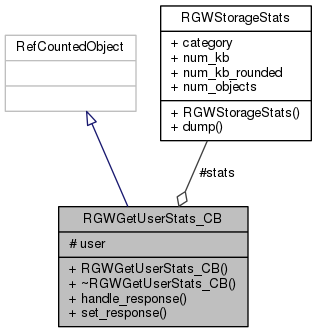 RGWStorageStats
+ category
+ num_kb
+ num_kb_rounded
+ num_objects
+ RGWStorageStats()
+ dump()
RefCountedObject
#stats
RGWGetUserStats_CB
# user
+ RGWGetUserStats_CB()
+ ~RGWGetUserStats_CB()
+ handle_response()
+ set_response()